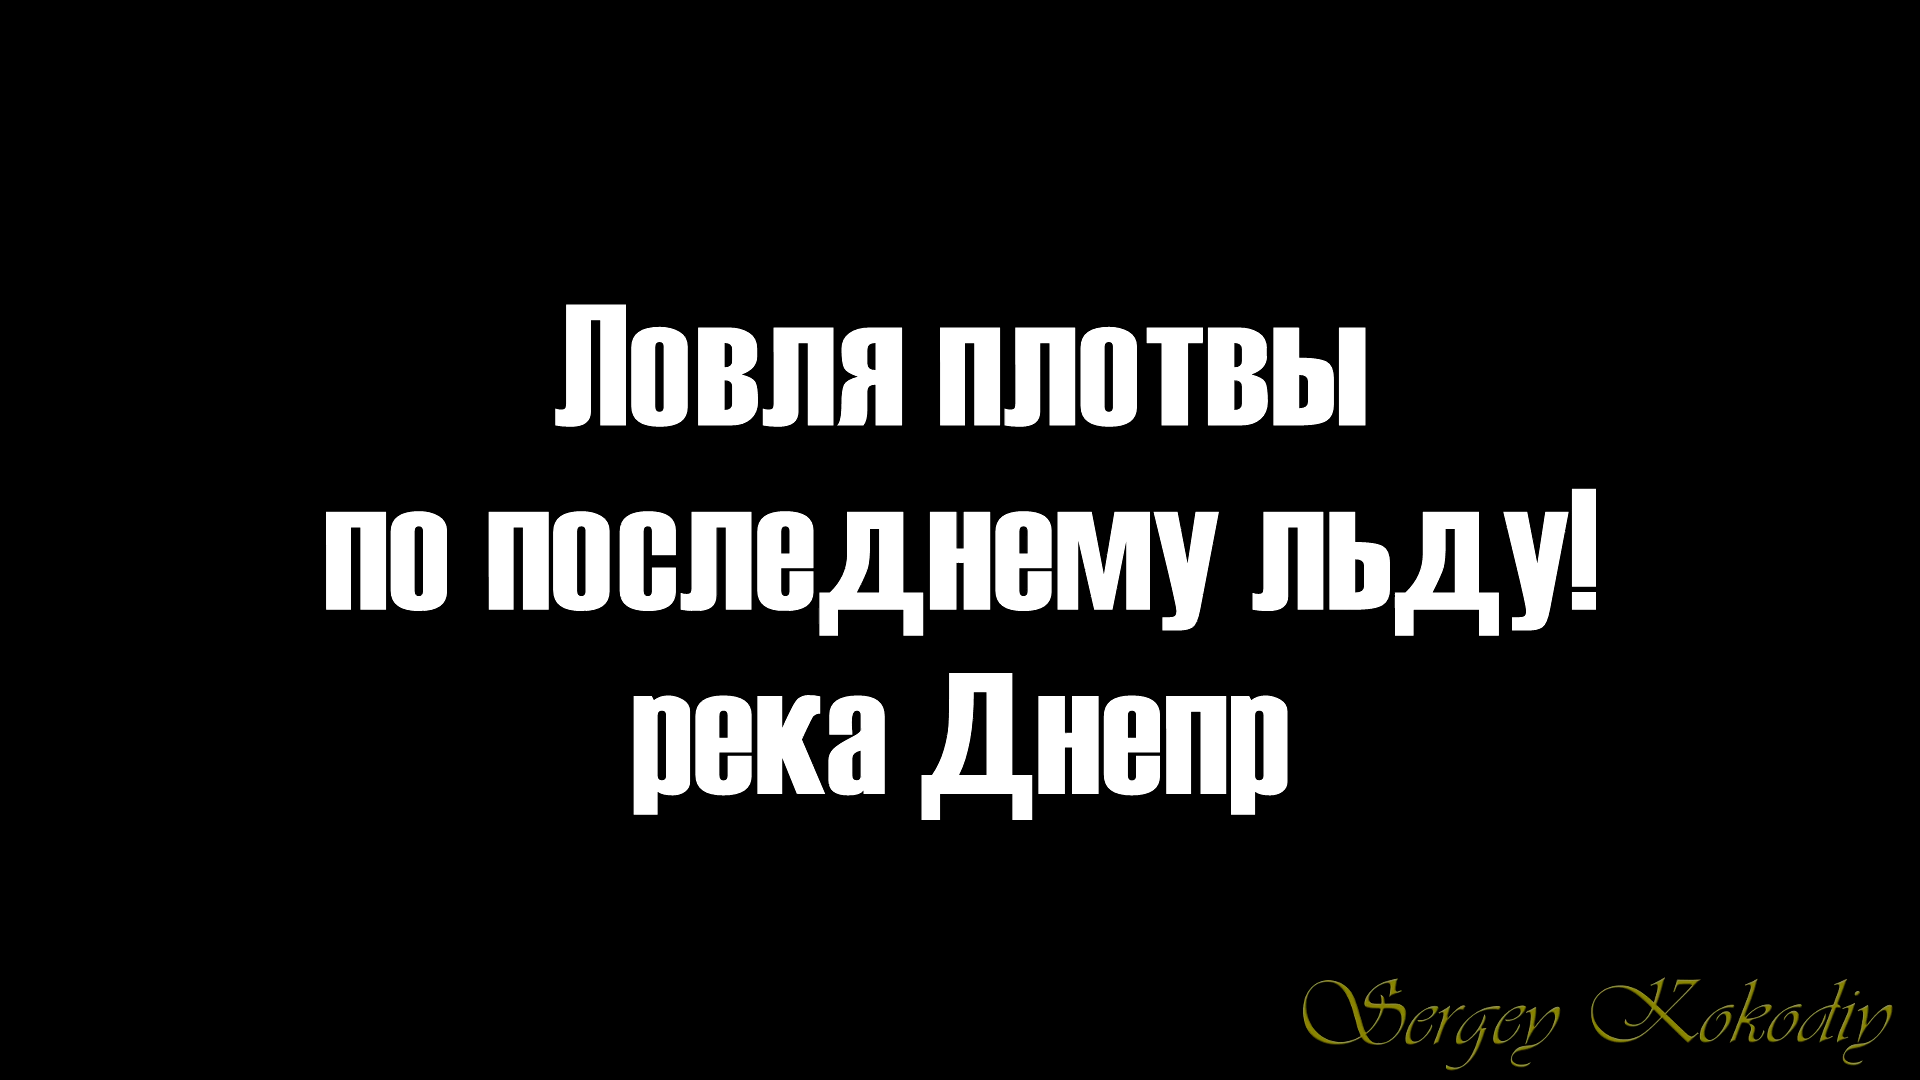 Ловля плотвы
по последнему льду!
река Днепр
Sergey Kokodiy